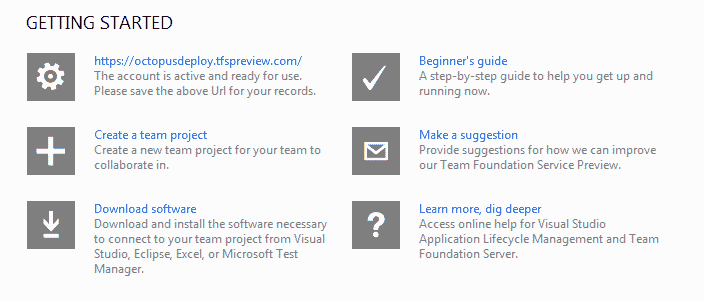 GETTING STARTED
https://octopusdeploy.tfspreview.com/
The account is active and ready for use.
Please save the above Url for your records.
Beginner's guide
A step-by-step guide to help you get up and
running now.
Create a team project
Create a new team project for your team to
collaborate in.
Make a suggestion
Provide suggestions for how we can improve
our Team Foundation Service Preview.
Download software
Download and install the software necessary
to connect to your team project from Visual
Studio, Eclipse, Excel, or Microsoft Test
Manager.
?
Learn more, dig deeper
Access online help for Visual Studio
Application Lifecycle Management and Team
Foundation Server.